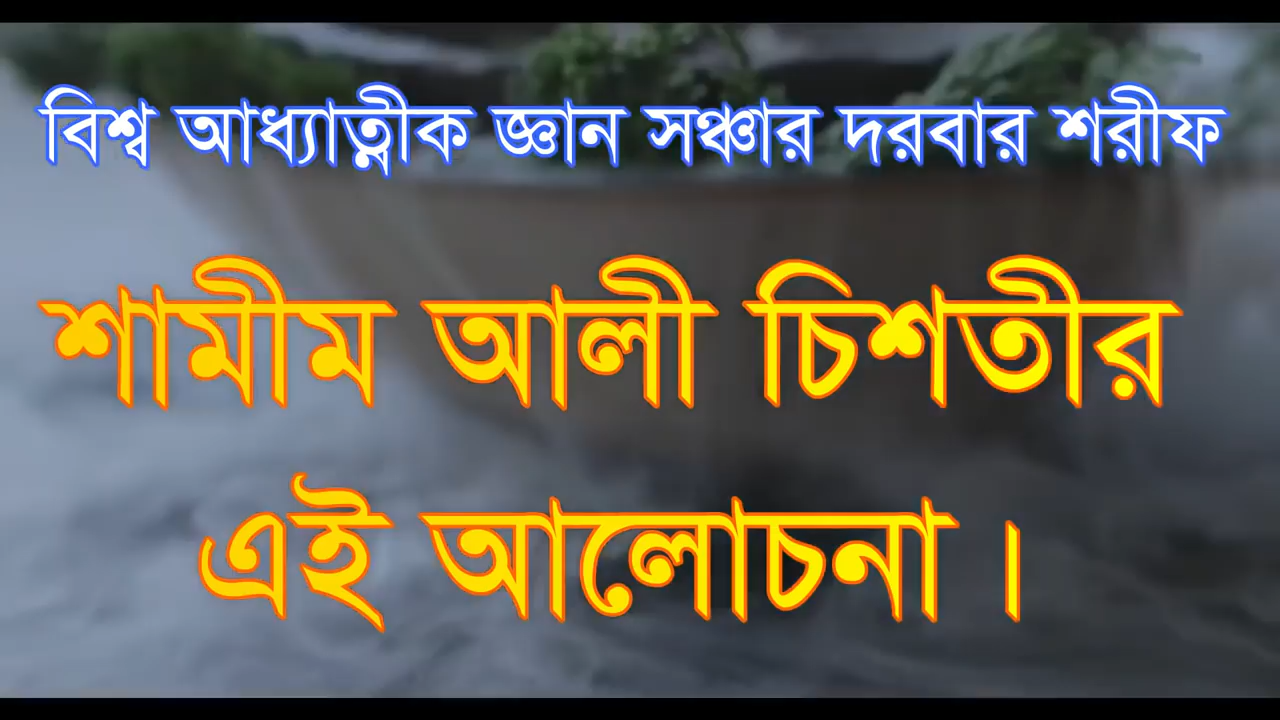 বিশ্ব আধ্যাত্নীক জ্ঞান সঞ্চার দরবার শরীফ
শামীম আলী চিশতীর
এই আলোচনা ।